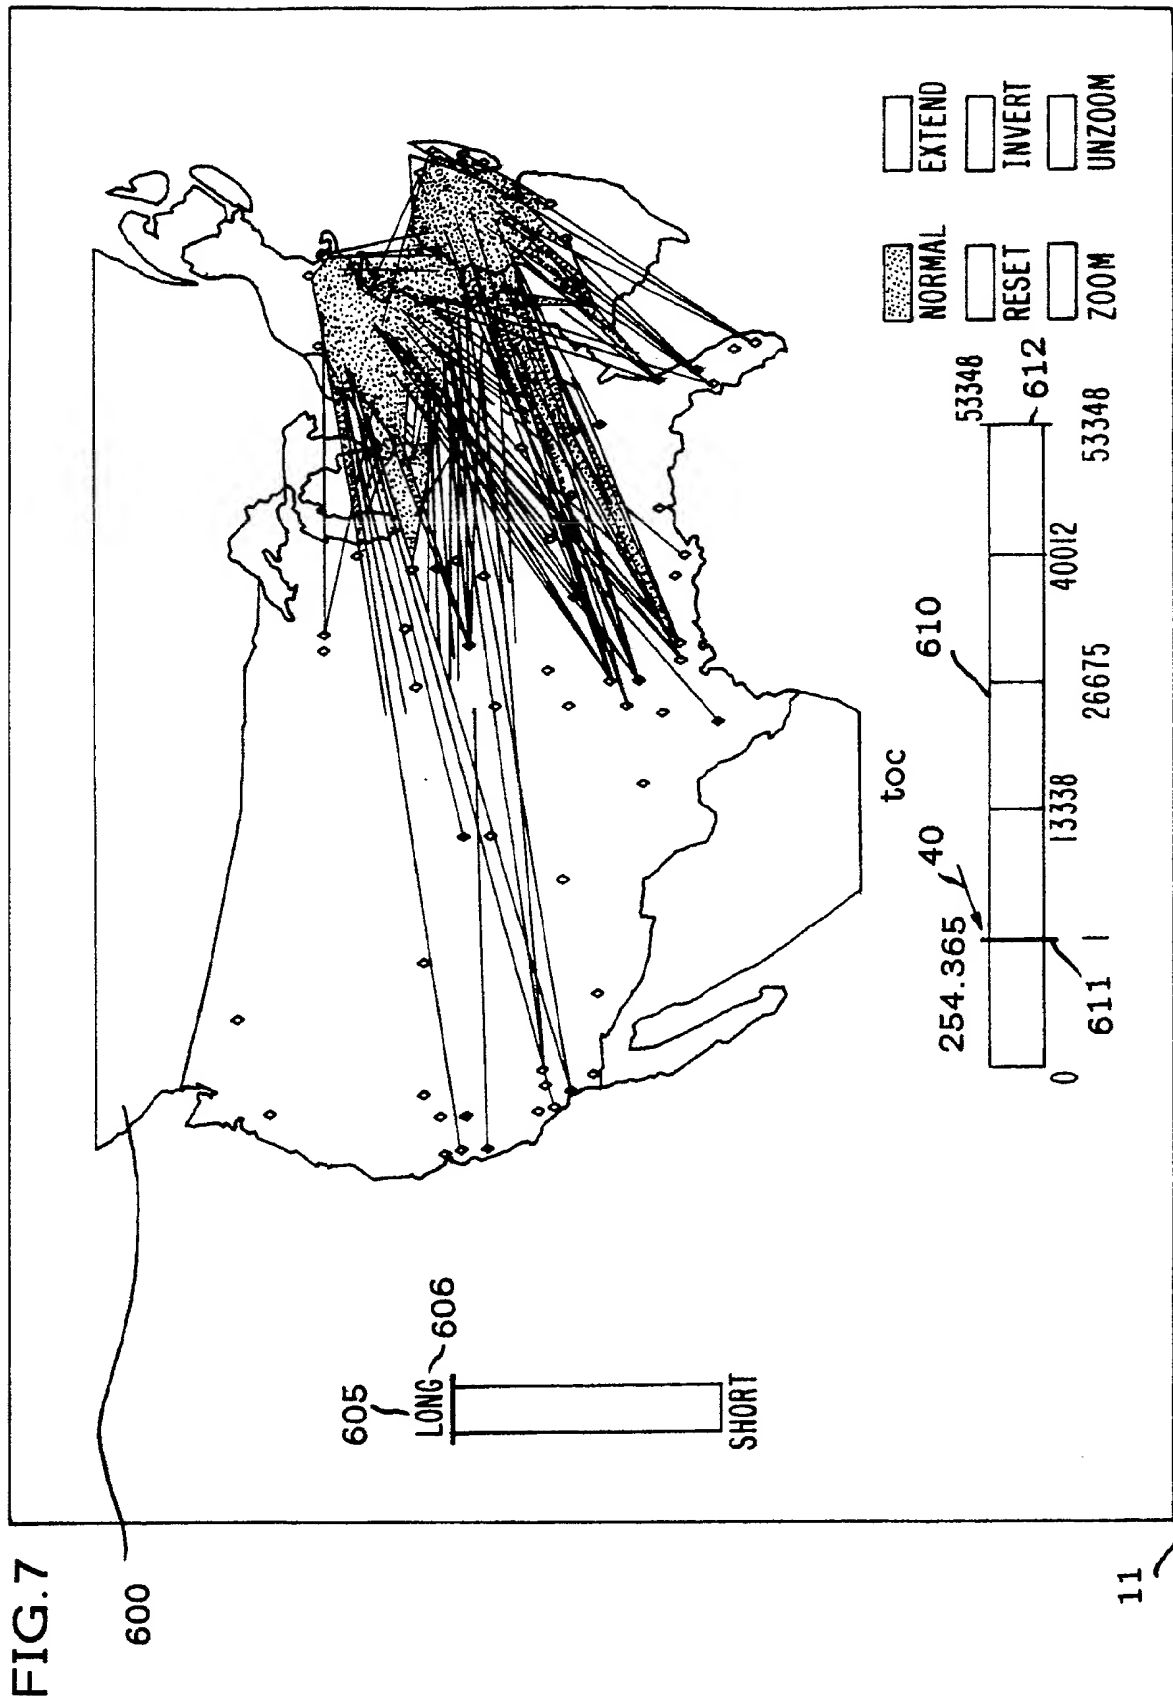 FIG.7
600
605
LONG
606
SHORT
toc
254.365
40
610
53348
612
0
1
13338
26675
40012
53348
611
NORMAL
EXTEND
RESET
INVERT
ZOOM
UNZOOM
11